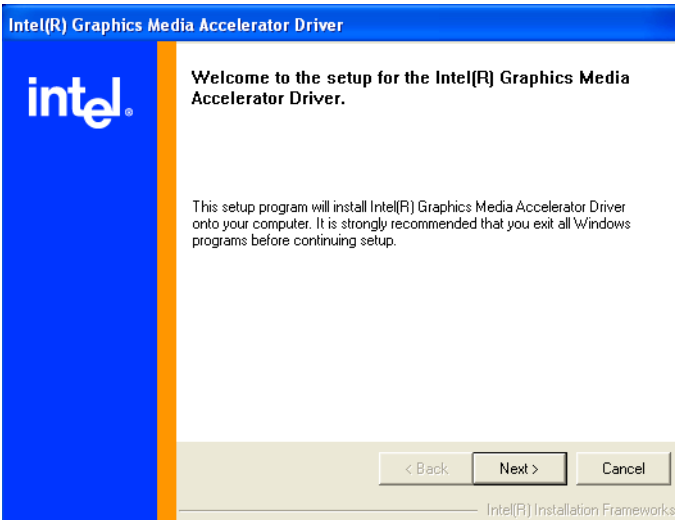 Intel(R) Graphics Media Accelerator Driver
intel®
Welcome to the setup for the Intel(R) Graphics Media
Accelerator Driver.
This setup program will install Intel(R) Graphics Media Accelerator Driver
onto your computer. It is strongly recommended that you exit all Windows
programs before continuing setup.
< Back
Next >
Cancel
Intel(R) Installation Frameworks